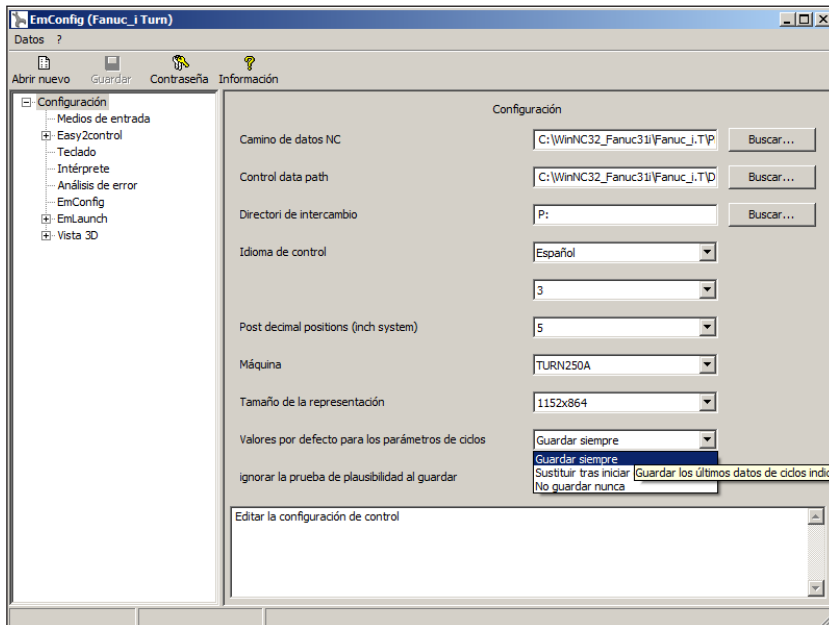 EmConfig (Fanuc_i Turn)
Datos ?
Abrir nuevo Guardar Contraseña Información
Configuración
Medios de entrada
Easy2control
Teclado
Intérprete
Análisis de error
EmConfig
EmLaunch
Vista 3D
Configuración
Camino de datos NC C:\WinNC32_Fanuc31i\Fanuc_i.T\P Buscar...
Control data path C:\WinNC32_Fanuc31i\Fanuc_i.T\D Buscar...
Directori de intercambio P: Buscar...
Idioma de control Español
3
Post decimal positions (inch system) 5
Máquina TURN250A
Tamaño de la representación 1152x864
Valores por defecto para los parámetros de ciclos Guardar siempre
Guardar siempre
ignorar la prueba de plausibilidad al guardar Sustituir tras iniciar Guardar los últimos datos de ciclos indic
No guardar nunca
Editar la configuración de control